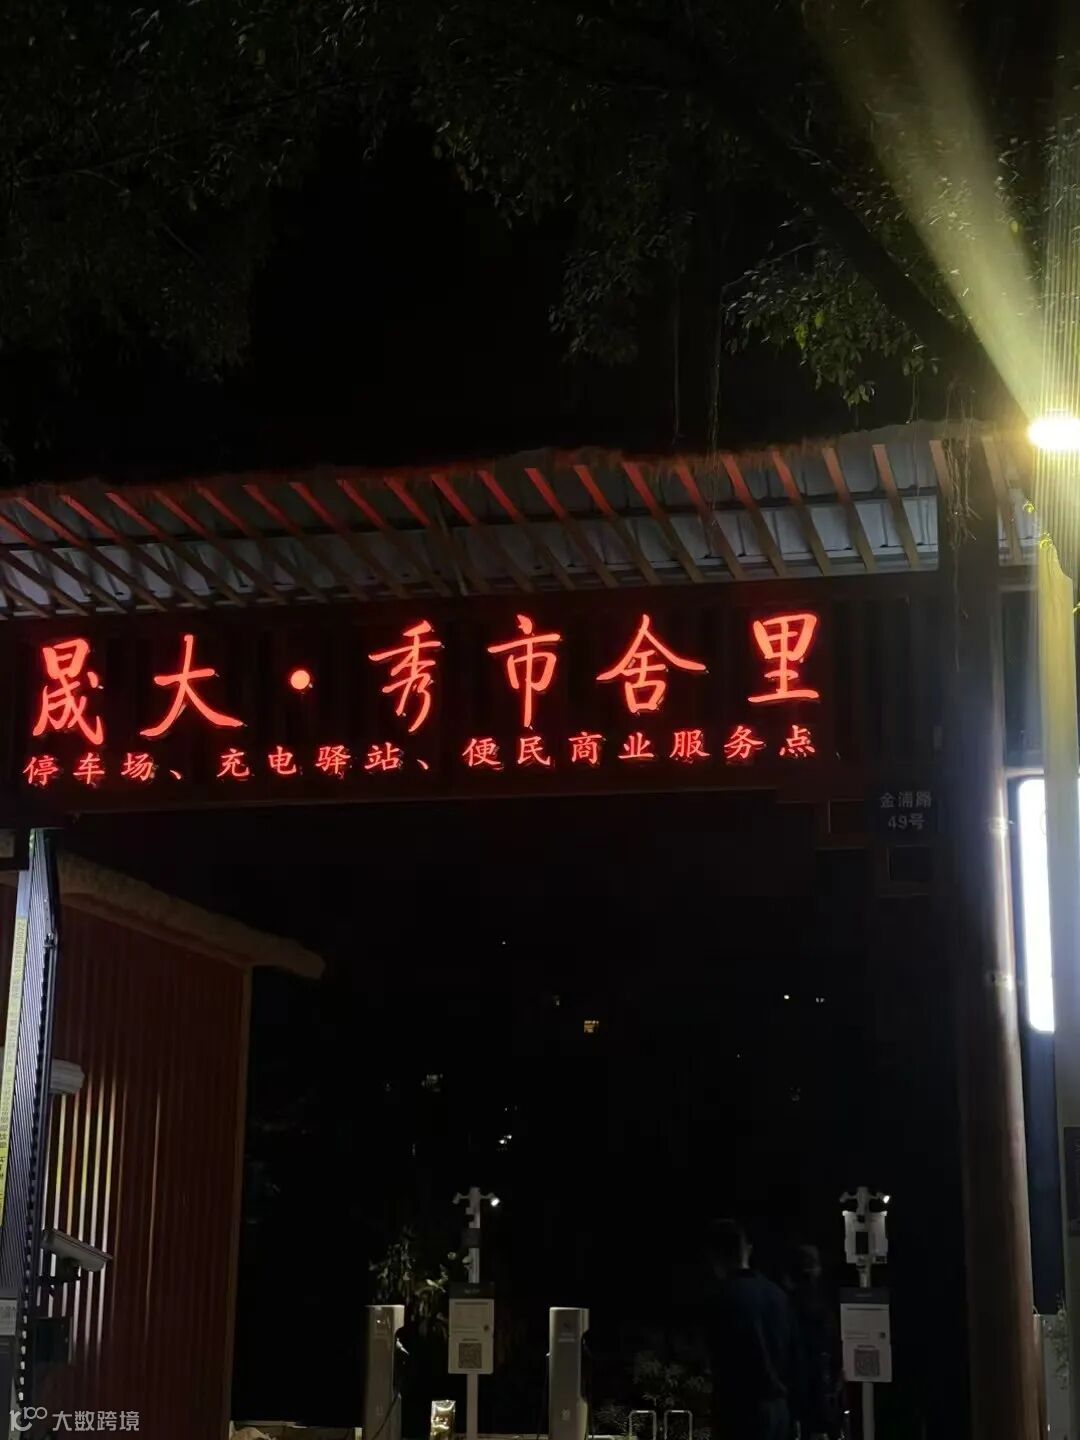 晟大·秀市舍里
停车场、充电驿站、便民商业服务点
金浦路
49号
大数跨境